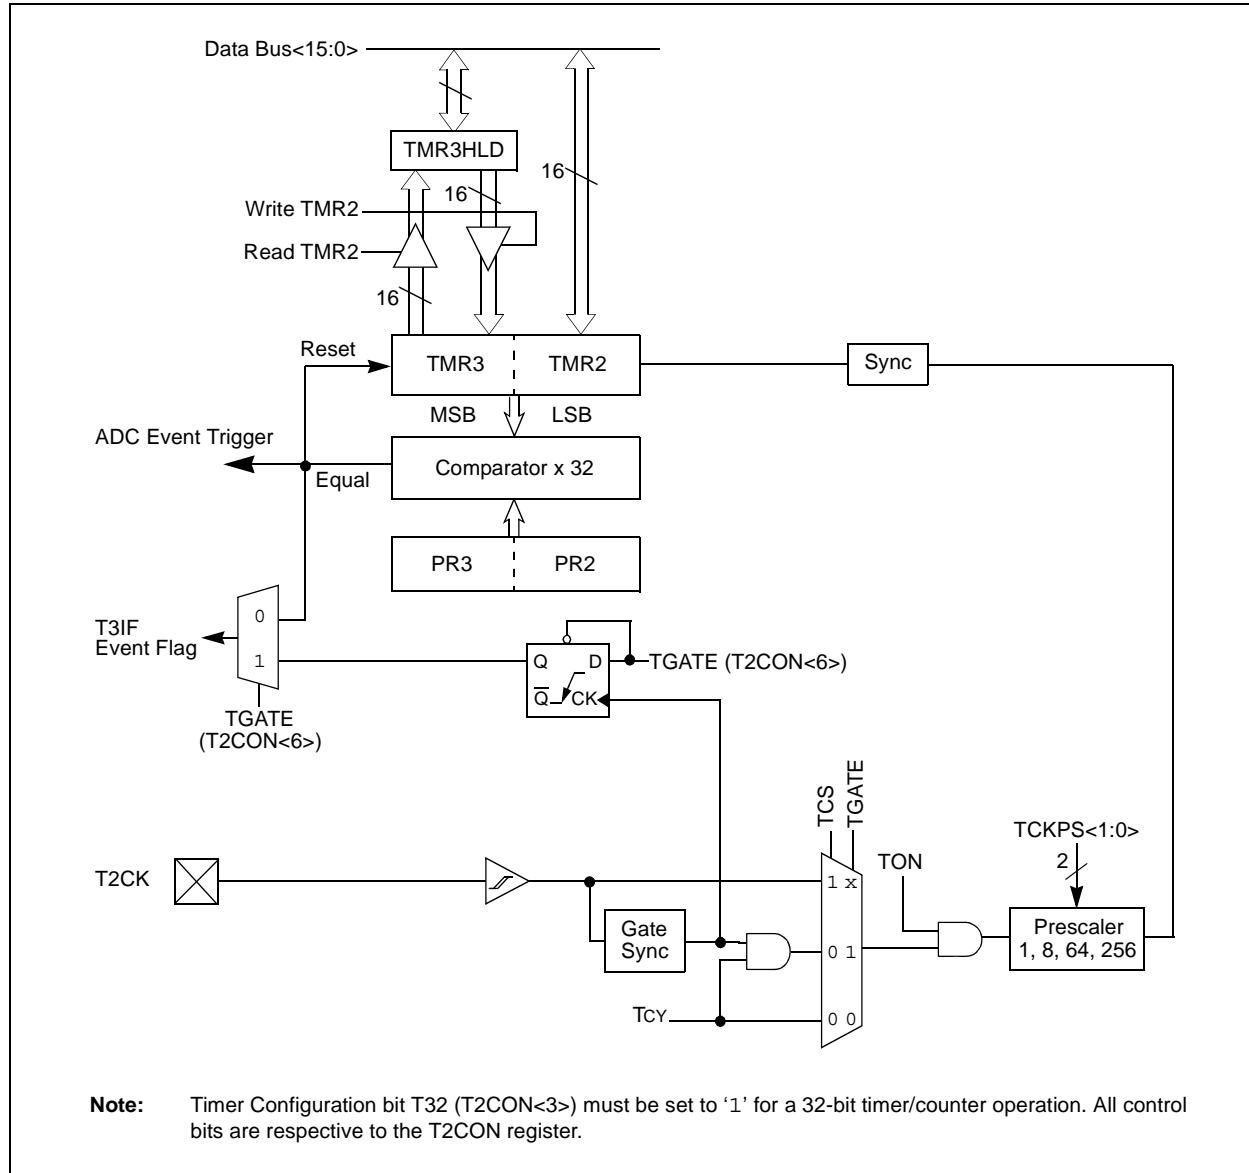 Data Bus<15:0>
TMR3HLD
16
16
Write TMR2
Read TMR2
16
Reset
TMR3
TMR2
Sync
MSB
LSB
ADC Event Trigger
Equal
Comparator x 32
PR3
PR2
0
T3IF
Event Flag
1
Q
D
TGATE (T2CON<6>)
Q
CK
TGATE
(T2CON<6>)
TCS
TGATE
TCKPS<1:0>
2
TON
T2CK
1 x
Gate
Sync
0 1
Prescaler
1, 8, 64, 256
TCY
0 0
Note: Timer Configuration bit T32 (T2CON<3>) must be set to ‘1’ for a 32-bit timer/counter operation. All control
bits are respective to the T2CON register.